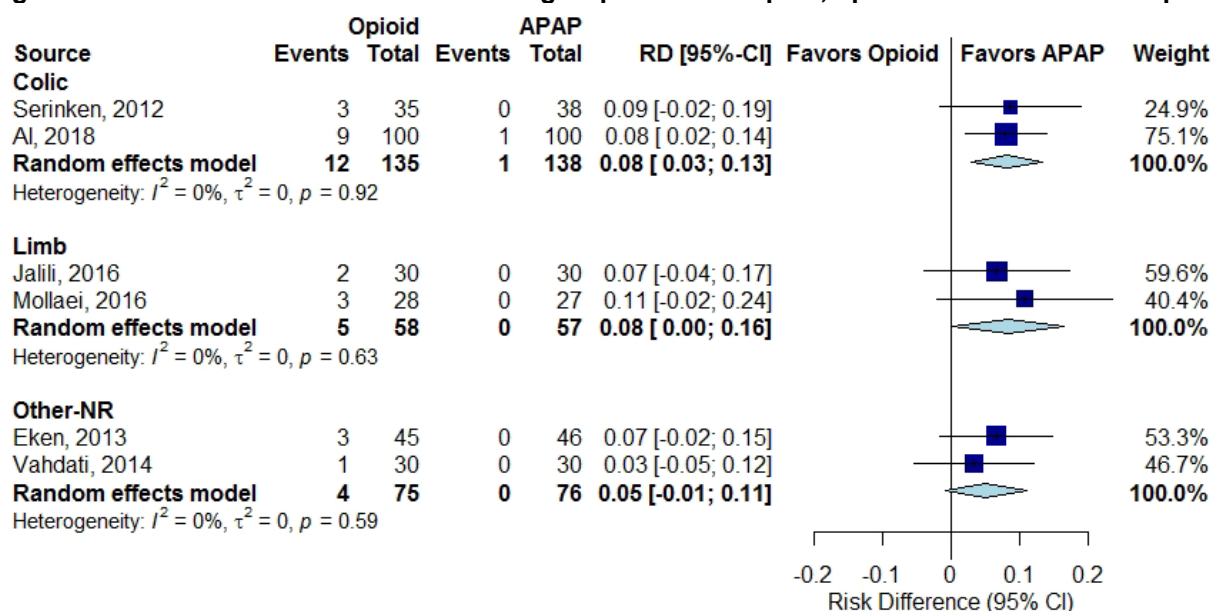 Opioid APAP
Source Events Total Events Total RD [95%-CI] Favors Opioid Favors APAP Weight
Colic
Serinken, 2012 3 35 0 38 0.09 [-0.02; 0.19] 24.9%
Al, 2018 9 100 1 100 0.08 [ 0.02; 0.14] 75.1%
Random effects model 12 135 1 138 0.08 [ 0.03; 0.13] 100.0%
Heterogeneity: I² = 0%, τ² = 0, p = 0.92
Limb
Jalili, 2016 2 30 0 30 0.07 [-0.04; 0.17] 59.6%
Mollaei, 2016 3 28 0 27 0.11 [-0.02; 0.24] 40.4%
Random effects model 5 58 0 57 0.08 [ 0.00; 0.16] 100.0%
Heterogeneity: I² = 0%, τ² = 0, p = 0.63
Other-NR
Eken, 2013 3 45 0 46 0.07 [-0.02; 0.15] 53.3%
Vahdati, 2014 1 30 0 30 0.03 [-0.05; 0.12] 46.7%
Random effects model 4 75 0 76 0.05 [-0.01; 0.11] 100.0%
Heterogeneity: I² = 0%, τ² = 0, p = 0.59
-0.2 -0.1 0 0.1 0.2
Risk Difference (95% CI)